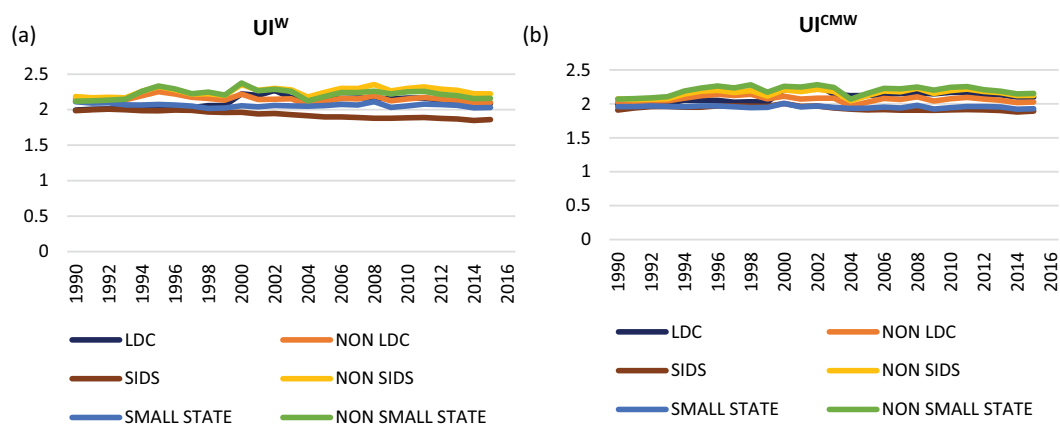 (a)
UI^W
2.5
2
1.5
1
0.5
0
1990 1992 1994 1996 1998 2000 2002 2004 2006 2008 2010 2012 2014 2016
LDC NON LDC
SIDS NON SIDS
SMALL STATE NON SMALL STATE
(b)
UI^CMW
2.5
2
1.5
1
0.5
0
1990 1992 1994 1996 1998 2000 2002 2004 2006 2008 2010 2012 2014 2016
LDC NON LDC
SIDS NON SIDS
SMALL STATE NON SMALL STATE